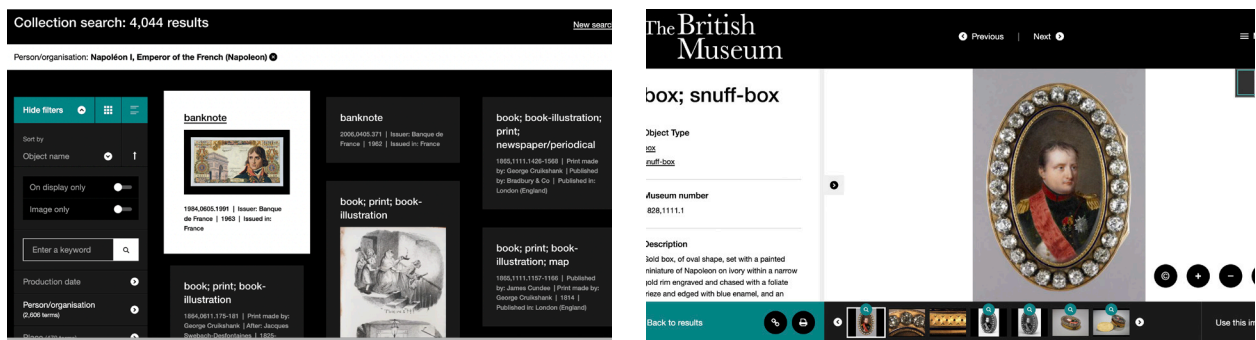 Collection search: 4,044 results
New searc
Person/organisation: Napoléon I, Emperor of the French (Napoleon)
Hide filters
Sort by
Object name
On display only
Image only
Enter a keyword
Production date
Person/organisation
(2,606 terms)
banknote
1984,0605.1991 | Issuer: Banque
de France | 1963 | Issued in:
France
book; print; book-
illustration
1864,0611.175-181 | Print made
by: George Cruikshank | After: Jacques
Swebach-Desfontaines | 1825-
banknote
2006,0405.371 | Issuer: Banque de
France | 1962 | Issued in: France
book; print; book-
illustration
book; book-illustration;
print;
newspaper/periodical
1865,1111.1426-1568 | Print made
by: George Cruikshank | Published
by: Bradbury & Co | Published in:
London (England)
book; print; book-
illustration; map
1865,1111.1157-1166 | Published
by: James Cundee | Print made by:
George Cruikshank | 1814 |
Published in: London (England)
The British
Museum
Previous | Next
box; snuff-box
Object Type
box
snuff-box
Museum number
828,1111.1
Description
Gold box, of oval shape, set with a painted
miniature of Napoleon on ivory within a narrow
gold rim engraved and chased with a foliate
frieze and edged with blue enamel, and an
Back to results
Use this im